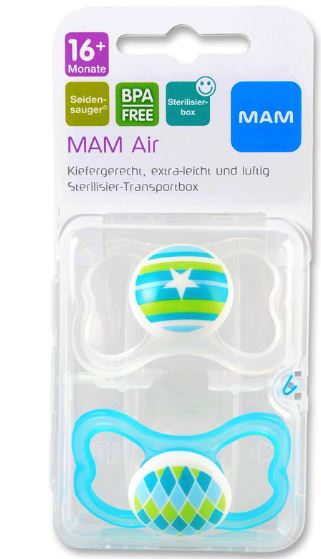 16+
Monate
Seiden-
sauger®
BPA
FREE
Sterilisier-
box
MAM
MAM Air
Kiefergerecht, extra-leicht und luftig
Sterilisier-Transportbox